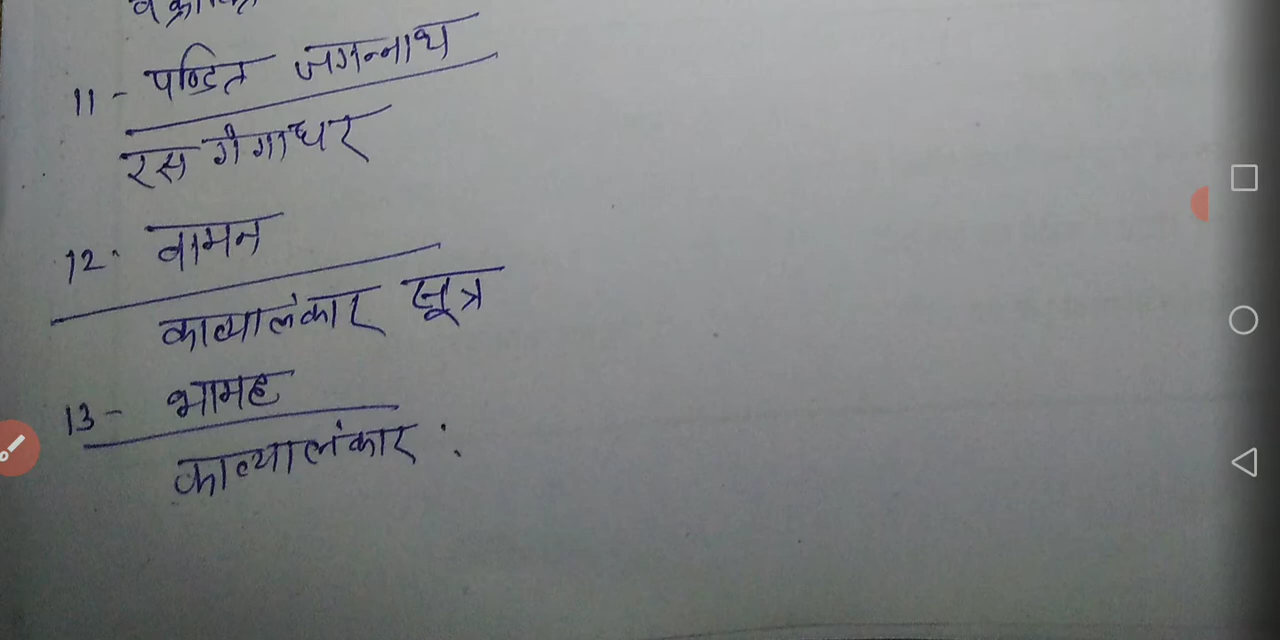 11- पण्डित जगन्नाथ
रस गंगाधर
12. वामन
काव्यालंकार सूत्र
13- भामह
काव्यालंकार :